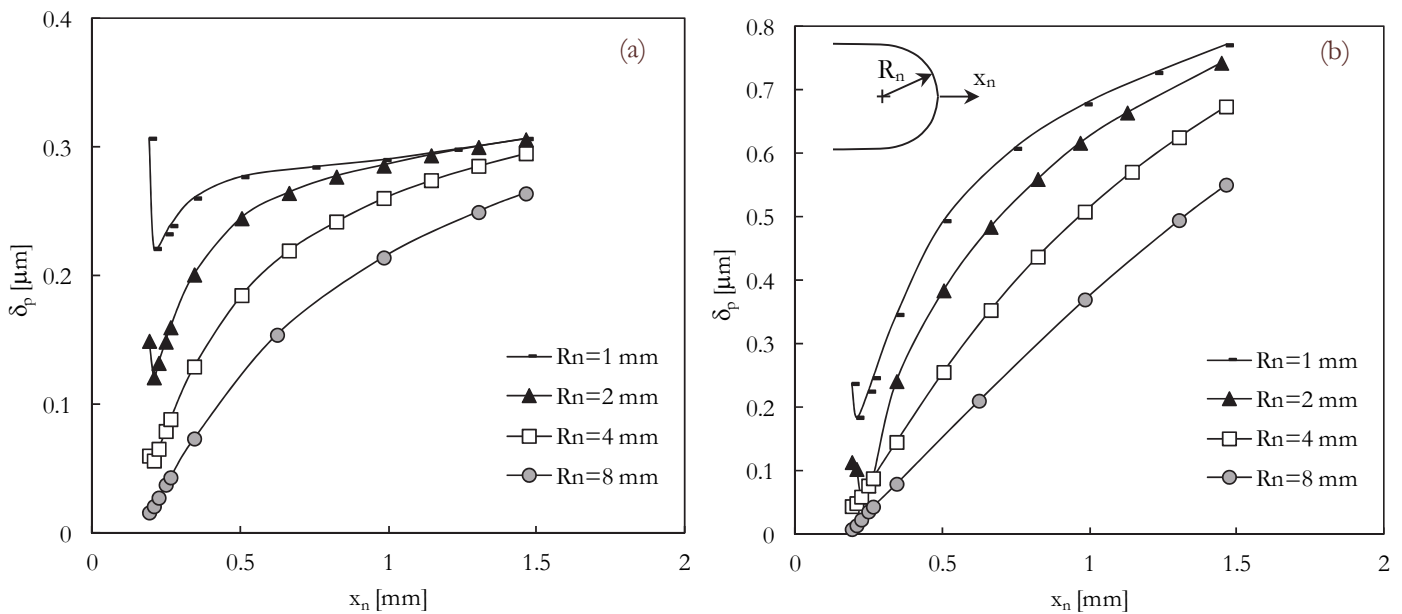 (a)
δp [µm]
0.4
0.3
0.2
0.1
0
0 0.5 1 1.5 2
xn [mm]
Rn=1 mm
Rn=2 mm
Rn=4 mm
Rn=8 mm
(b)
Rn
xn
δp [µm]
0.8
0.7
0.6
0.5
0.4
0.3
0.2
0.1
0
0 0.5 1 1.5 2
xn [mm]
Rn=1 mm
Rn=2 mm
Rn=4 mm
Rn=8 mm